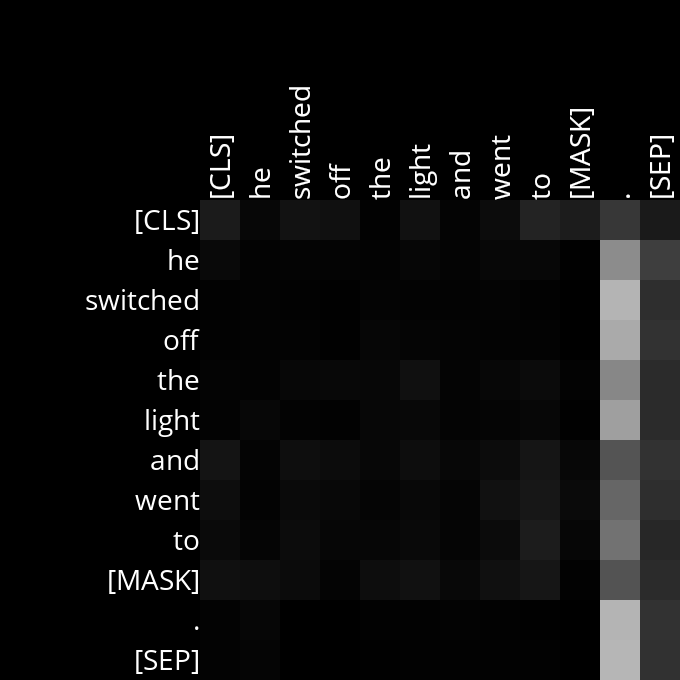 [CLS] he switched off the light and went to [MASK] . [SEP]
[CLS]
he
switched
off
the
light
and
went
to
[MASK]
.
[SEP]